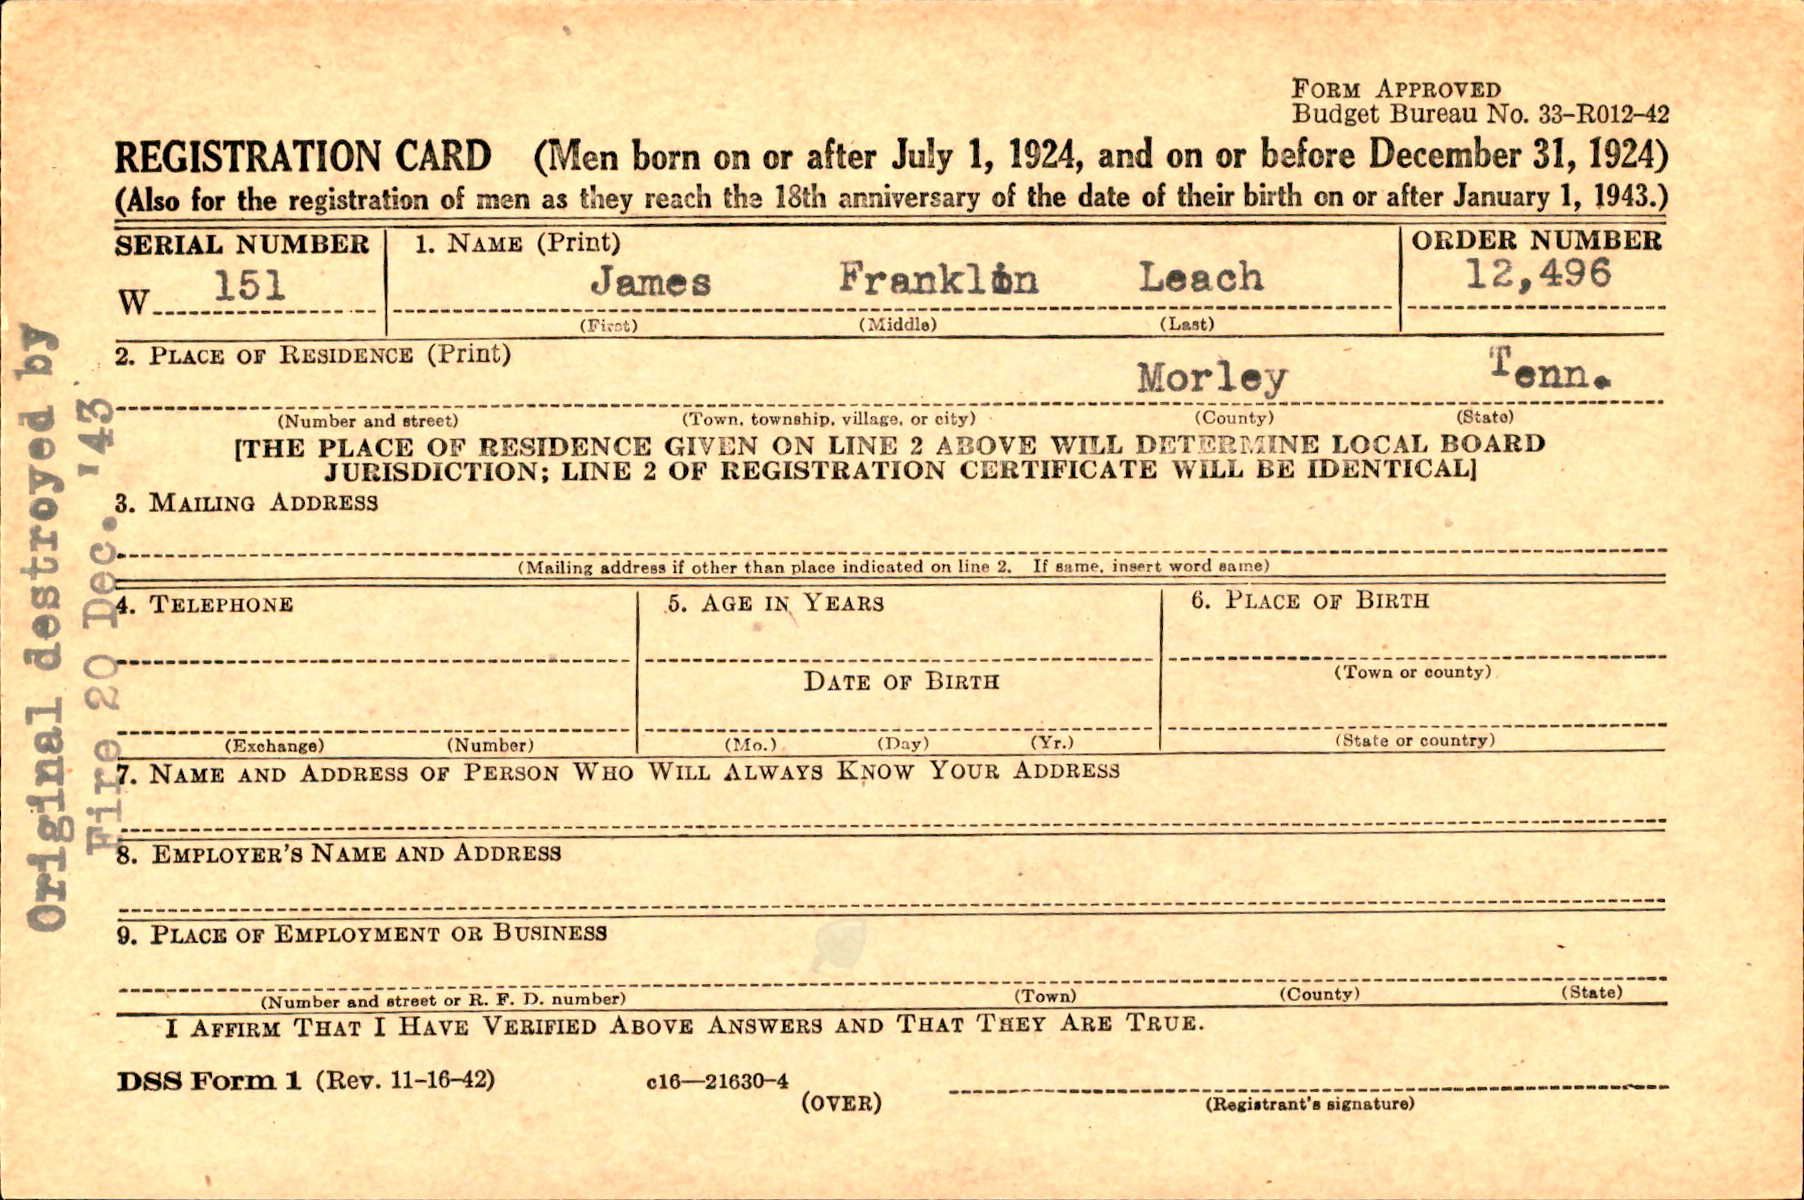 FORM APPROVED
Budget Bureau No. 33-R012-42
REGISTRATION CARD (Men born on or after July 1, 1924, and on or before December 31, 1924)
(Also for the registration of men as they reach the 18th anniversary of the date of their birth on or after January 1, 1943.)
SERIAL NUMBER 1. NAME (Print) ORDER NUMBER
W 151 James Franklin Leach 12,496
(First) (Middle) (Last)
2. PLACE OF RESIDENCE (Print)
Morley Tenn.
(Number and street) (Town, township, village, or city) (County) (State)
[THE PLACE OF RESIDENCE GIVEN ON LINE 2 ABOVE WILL DETERMINE LOCAL BOARD
JURISDICTION; LINE 2 OF REGISTRATION CERTIFICATE WILL BE IDENTICAL]
3. MAILING ADDRESS
(Mailing address if other than place indicated on line 2. If same, insert word same)
4. TELEPHONE 5. AGE IN YEARS 6. PLACE OF BIRTH
(Town or county)
DATE OF BIRTH
(Exchange) (Number) (Mo.) (Day) (Yr.) (State or country)
7. NAME AND ADDRESS OF PERSON WHO WILL ALWAYS KNOW YOUR ADDRESS
8. EMPLOYER'S NAME AND ADDRESS
9. PLACE OF EMPLOYMENT OR BUSINESS
(Number and street or R. F. D. number) (Town) (County) (State)
I AFFIRM THAT I HAVE VERIFIED ABOVE ANSWERS AND THAT THEY ARE TRUE.
DSS Form 1 (Rev. 11-16-42) c16—21630-4
(OVER) (Registrant's signature)
Original destroyed by
Fire 20 Dec. '43